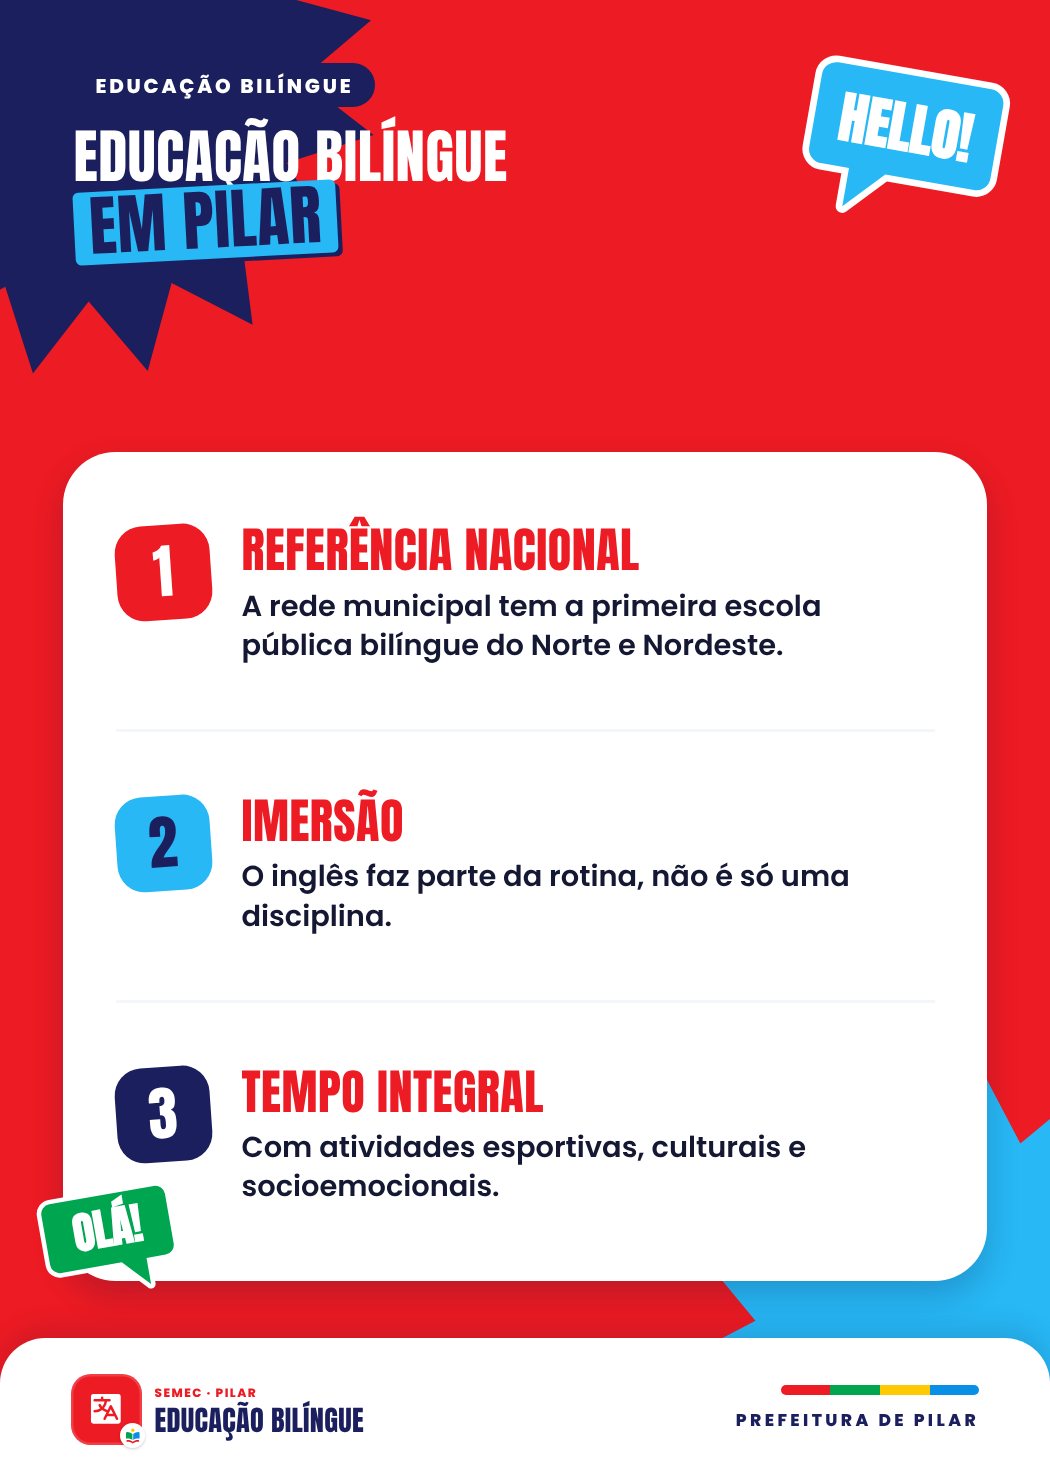 EDUCAÇÃO BILÍNGUE
HELLO!
EDUCAÇÃO BILÍNGUE
EM PILAR
1
REFERÊNCIA NACIONAL
A rede municipal tem a primeira escola
pública bilíngue do Norte e Nordeste.
2
IMERSÃO
O inglês faz parte da rotina, não é só uma
disciplina.
3
TEMPO INTEGRAL
Com atividades esportivas, culturais e
socioemocionais.
OLÁ!
SEMEC · PILAR
EDUCAÇÃO BILÍNGUE
PREFEITURA DE PILAR